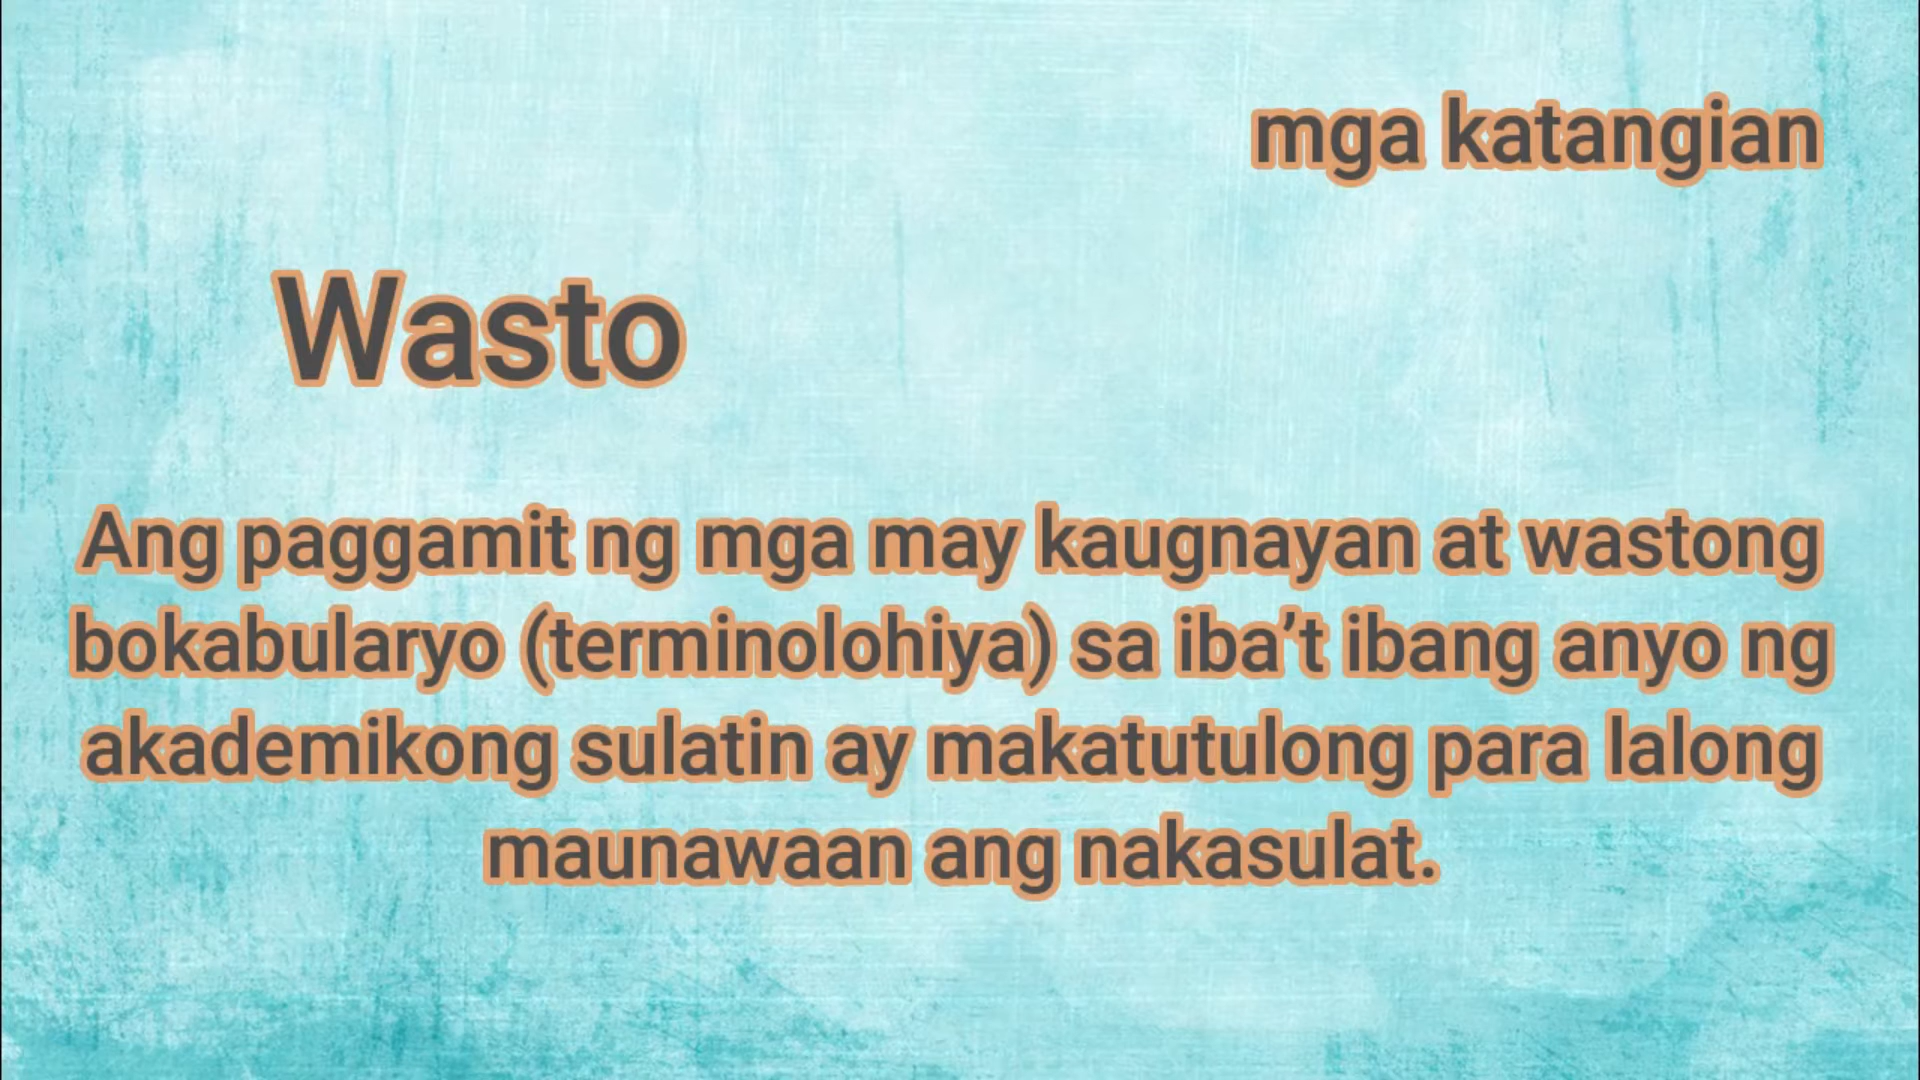 mga katangian
Wasto
Ang paggamit ng mga may kaugnayan at wastong
bokabularyo (terminolohiya) sa iba’t ibang anyo ng
akademikong sulatin ay makatutulong para lalong
maunawaan ang nakasulat.